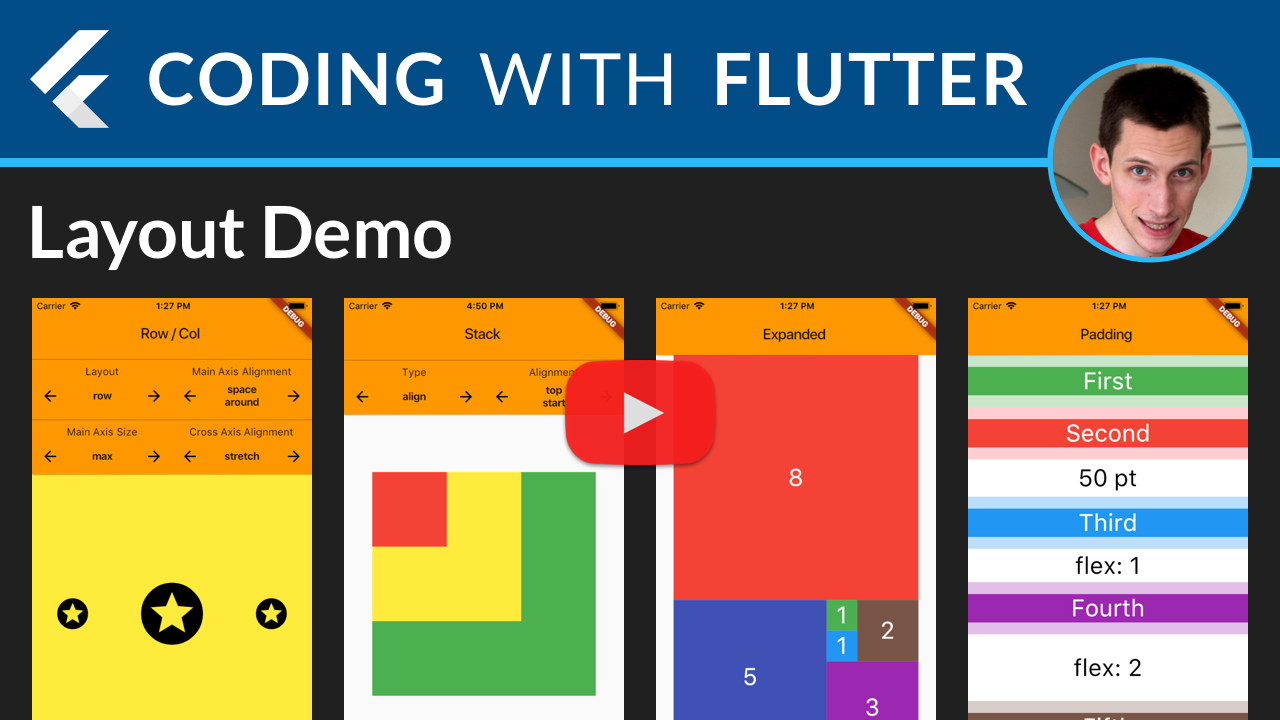 CODING WITH FLUTTER
Layout Demo
Carrier 1:27 PM
DEBUG
Row / Col
Layout
Main Axis Alignment
row
space
around
Main Axis Size
Cross Axis Alignment
max
stretch
Carrier 4:50 PM
DEBUG
Stack
Type
align
top
start
Carrier 1:27 PM
DEBUG
Expanded
8
1
2
1
5
3
Carrier 1:27 PM
DEBUG
Padding
First
Second
50 pt
Third
flex: 1
Fourth
flex: 2